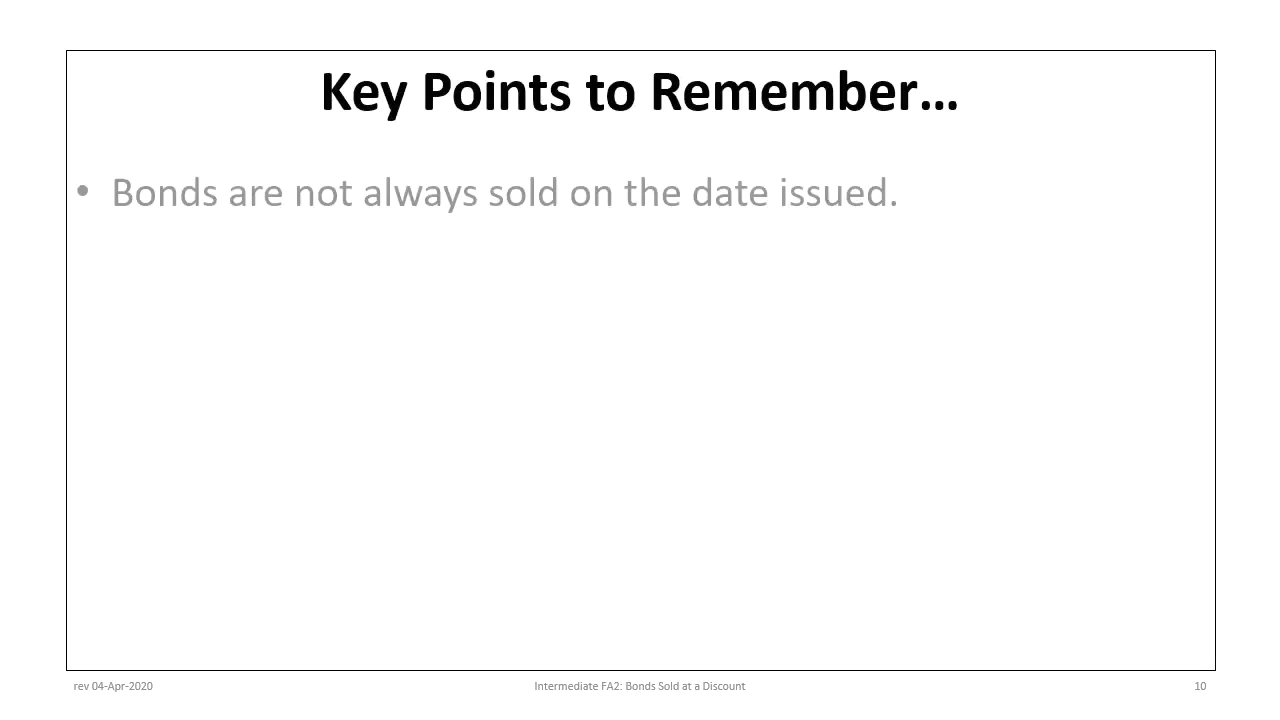 Key Points to Remember…
• Bonds are not always sold on the date issued.
rev 04-Apr-2020
Intermediate FA2: Bonds Sold at a Discount
10